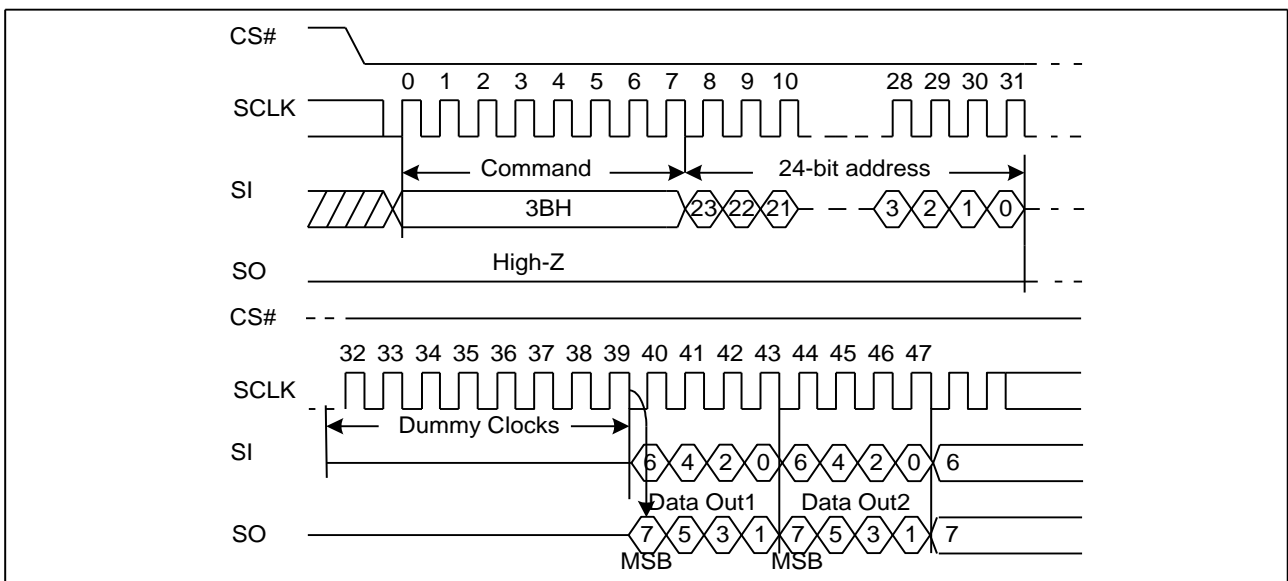 CS#
0 1 2 3 4 5 6 7 8 9 10 28 29 30 31
SCLK
Command 24-bit address
SI
3BH 23 22 21 3 2 1 0
High-Z
SO
CS#
32 33 34 35 36 37 38 39 40 41 42 43 44 45 46 47
SCLK
Dummy Clocks
SI
6 4 2 0 6 4 2 0 6
Data Out1 Data Out2
SO
7 5 3 1 7 5 3 1 7
MSB MSB